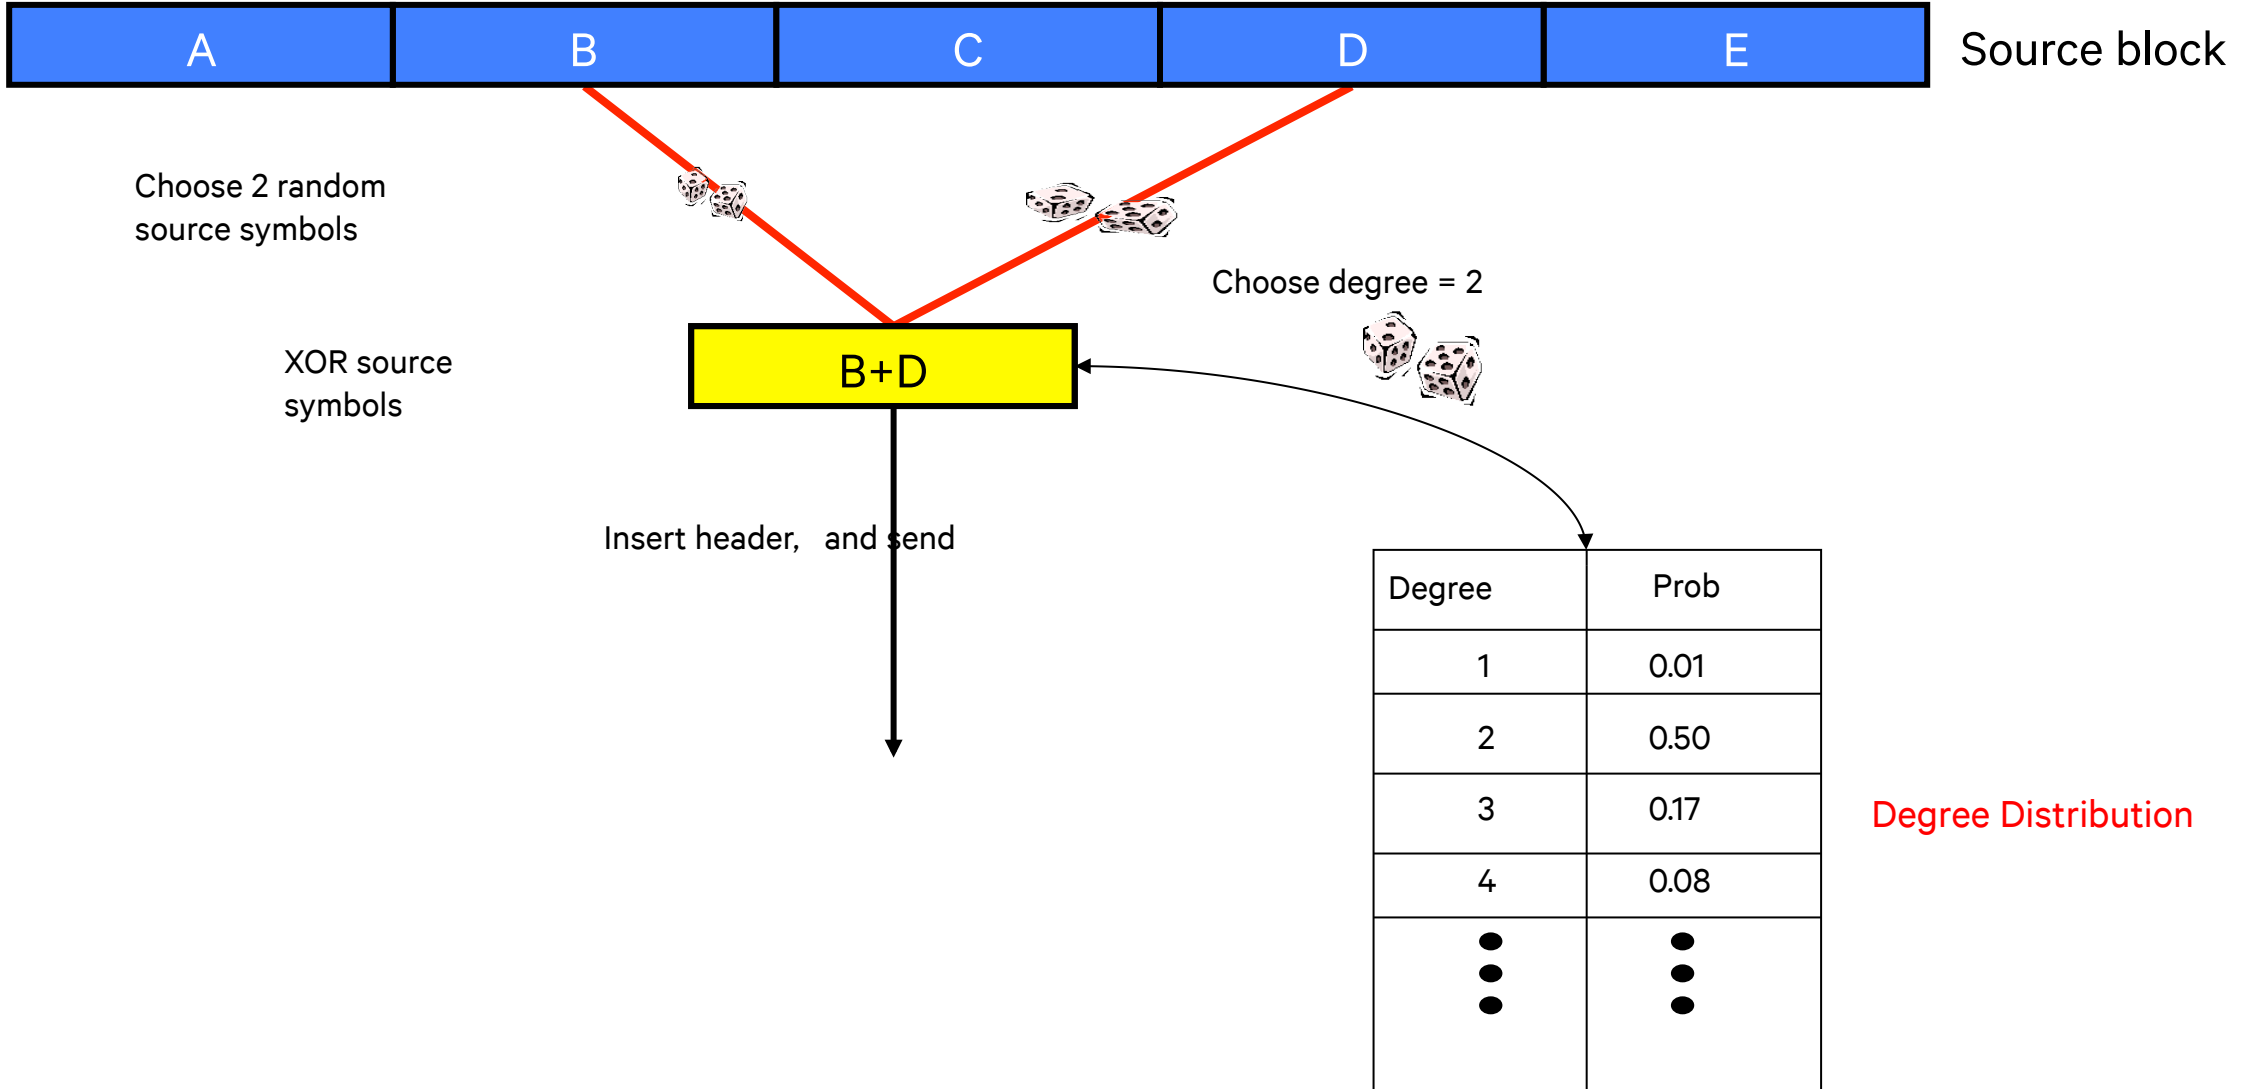 A B C D E Source block
Choose 2 random
source symbols
Choose degree = 2
XOR source
symbols
B+D
Insert header, and send
Degree Prob
1 0.01
2 0.50
3 0.17
4 0.08
Degree Distribution